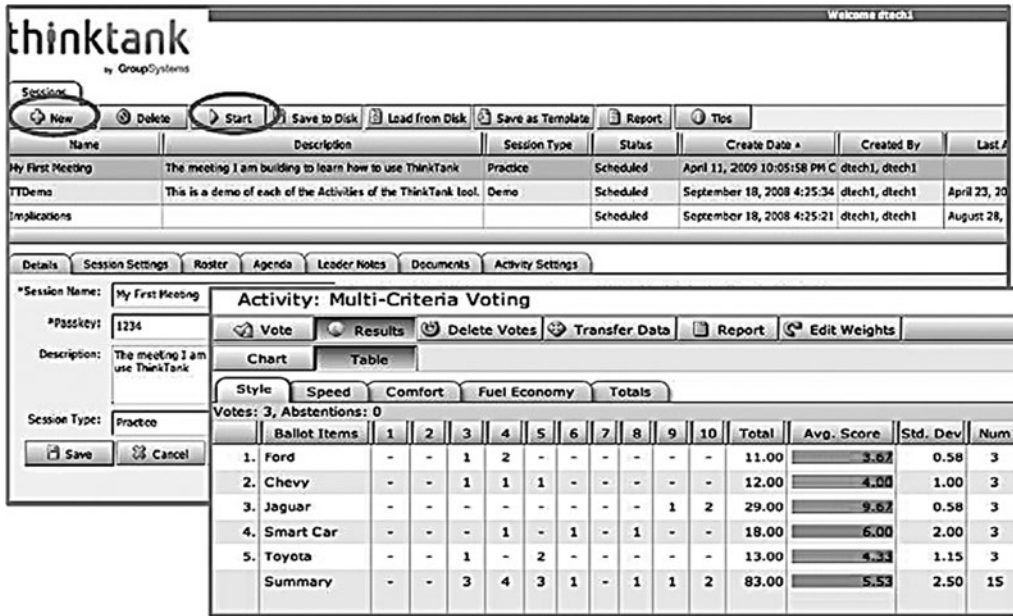 Welcome dtech1
thinktank
by GroupSystems
Sessions
New Delete Start Save to Disk Load from Disk Save as Template Report Tips
Name Description Session Type Status Create Date Created By Last A
My First Meeting The meeting I am building to learn how to use ThinkTank Practice Scheduled April 11, 2009 10:05:58 PM C dtech1, dtech1
TTDemo This is a demo of each of the Activities of the ThinkTank tool. Demo Scheduled September 18, 2008 4:25:34 dtech1, dtech1 April 23, 20
Implications Scheduled September 18, 2008 4:25:21 dtech1, dtech1 August 28,
Details Session Settings Roster Agenda Leader Notes Documents Activity Settings
*Session Name: My First Meeting
*Passkey: 1234
Description: The meeting I am
use ThinkTank
Session Type: Practice
Save Cancel
Activity: Multi-Criteria Voting
Vote Results Delete Votes Transfer Data Report Edit Weights
Chart Table
Style Speed Comfort Fuel Economy Totals
Votes: 3, Abstentions: 0
Ballot Items 1 2 3 4 5 6 7 8 9 10 Total Avg. Score Std. Dev Num
1. Ford - - 1 2 - - - - - - 11.00 3.67 0.58 3
2. Chevy - - 1 1 1 - - - - - 12.00 4.00 1.00 3
3. Jaguar - - - - - - - - 1 2 29.00 9.67 0.58 3
4. Smart Car - - - 1 - 1 - 1 - - 18.00 6.00 2.00 3
5. Toyota - - 1 - 2 - - - - - 13.00 4.33 1.15 3
Summary - - 3 4 3 1 - 1 1 2 83.00 5.53 2.50 15